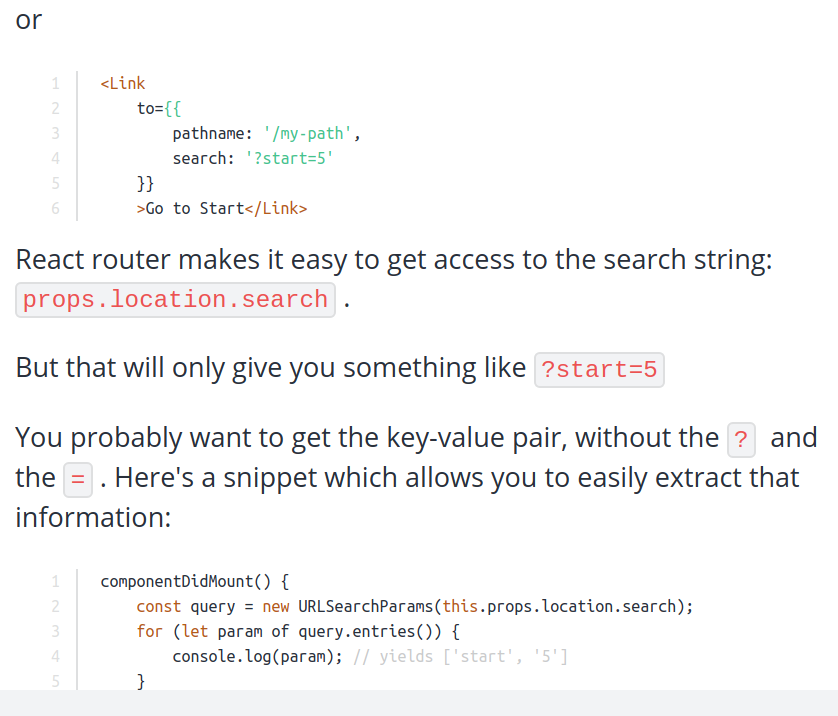 or
1 <Link
2     to={{
3         pathname: '/my-path',
4         search: '?start=5'
5     }}
6     >Go to Start</Link>
React router makes it easy to get access to the search string:
props.location.search .
But that will only give you something like ?start=5
You probably want to get the key-value pair, without the ? and
the = . Here's a snippet which allows you to easily extract that
information:
1 componentDidMount() {
2     const query = new URLSearchParams(this.props.location.search);
3     for (let param of query.entries()) {
4         console.log(param); // yields ['start', '5']
5     }